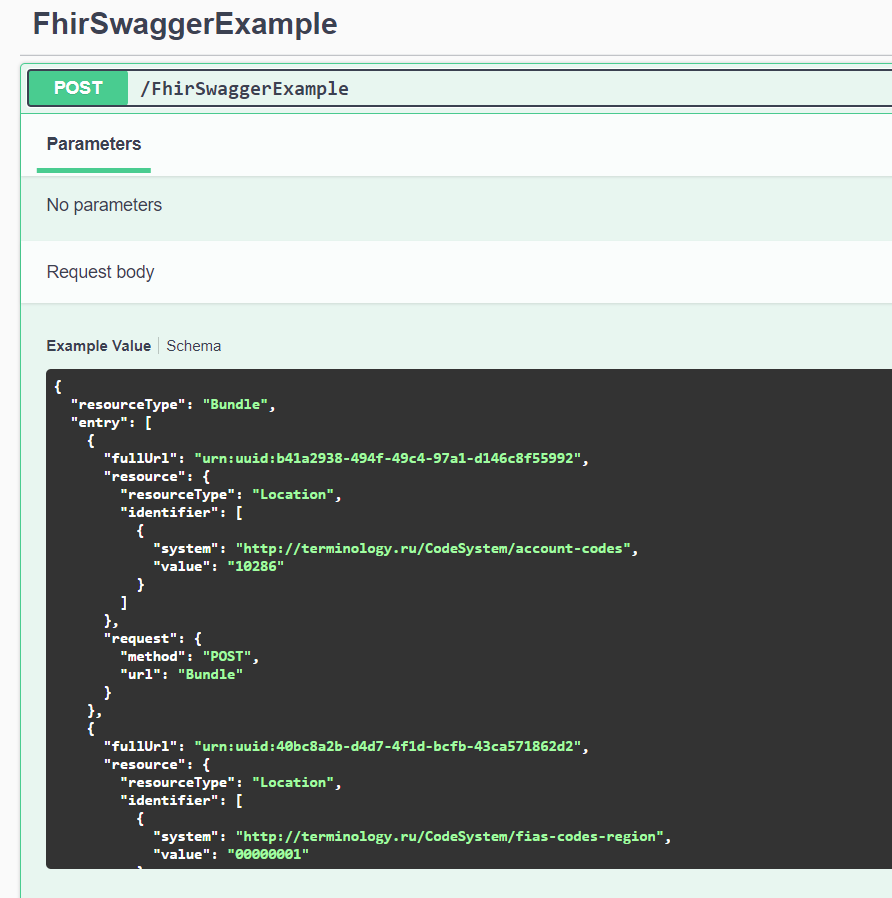 FhirSwaggerExample
POST /FhirSwaggerExample
Parameters
No parameters
Request body
Example Value | Schema
{
  "resourceType": "Bundle",
  "entry": [
    {
      "fullUrl": "urn:uuid:b41a2938-494f-49c4-97a1-d146c8f55992",
      "resource": {
        "resourceType": "Location",
        "identifier": [
          {
            "system": "http://terminology.ru/CodeSystem/account-codes",
            "value": "10286"
          }
        ]
      },
      "request": {
        "method": "POST",
        "url": "Bundle"
      }
    },
    {
      "fullUrl": "urn:uuid:40bc8a2b-d4d7-4f1d-bcfb-43ca571862d2",
      "resource": {
        "resourceType": "Location",
        "identifier": [
          {
            "system": "http://terminology.ru/CodeSystem/fias-codes-region",
            "value": "00000001"
          }